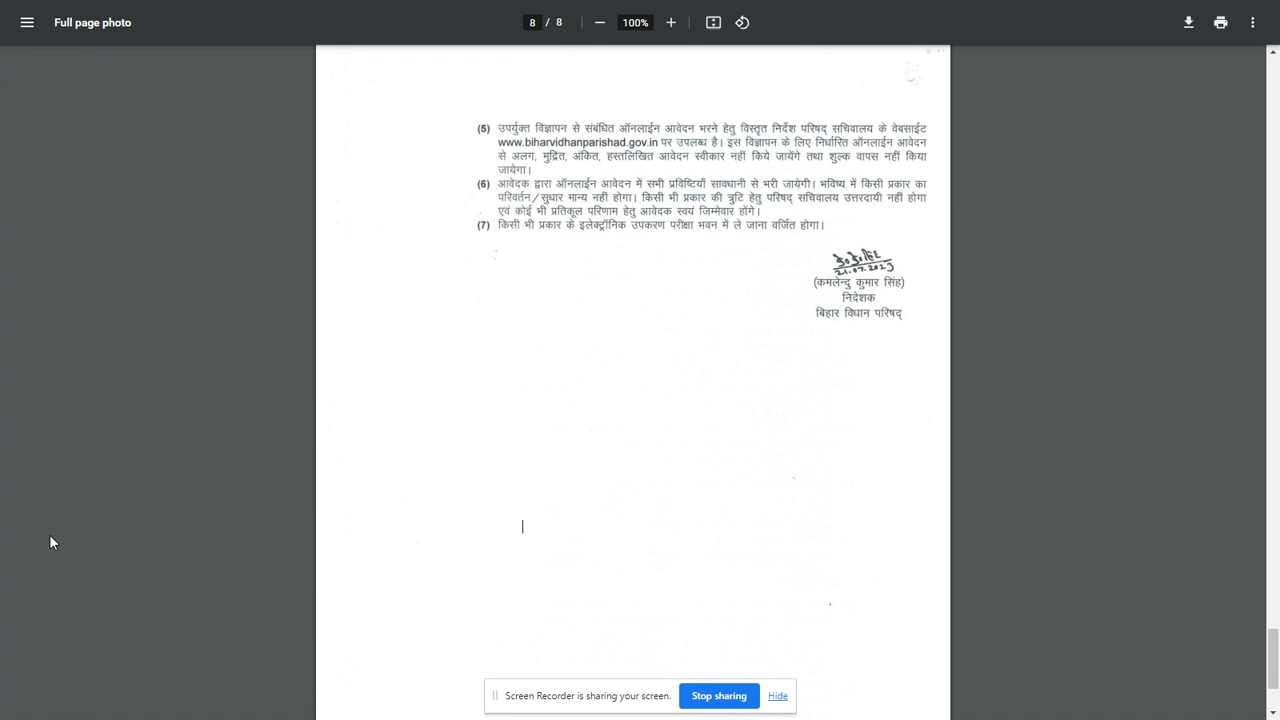 Full page photo
8 / 8
100%
(5) उपर्युक्त विज्ञापन से संबंधित ऑनलाईन आवेदन भरने हेतु विस्तृत निर्देश परिषद् सचिवालय के वेबसाईट
www.biharvidhanparishad.gov.in पर उपलब्ध है। इस विज्ञापन के लिए निर्धारित ऑनलाईन आवेदन
से अलग, मुद्रित, अंकित, हस्तलिखित आवेदन स्वीकार नहीं किये जायेंगे तथा शुल्क वापस नहीं किया
जायेगा।
(6) आवेदक द्वारा ऑनलाईन आवेदन में सभी प्रविष्टियाँ सावधानी से भरी जायेगी। भविष्य में किसी प्रकार का
परिवर्तन/सुधार मान्य नहीं होगा। किसी भी प्रकार की त्रुटि हेतु परिषद् सचिवालय उत्तरदायी नहीं होगा
एवं कोई भी प्रतिकूल परिणाम हेतु आवेदक स्वयं जिम्मेवार होंगे।
(7) किसी भी प्रकार के इलेक्ट्रॉनिक उपकरण परीक्षा भवन में ले जाना वर्जित होगा।
21.07.2023
(कमलेन्दु कुमार सिंह)
निदेशक
बिहार विधान परिषद्
Screen Recorder is sharing your screen.
Stop sharing
Hide